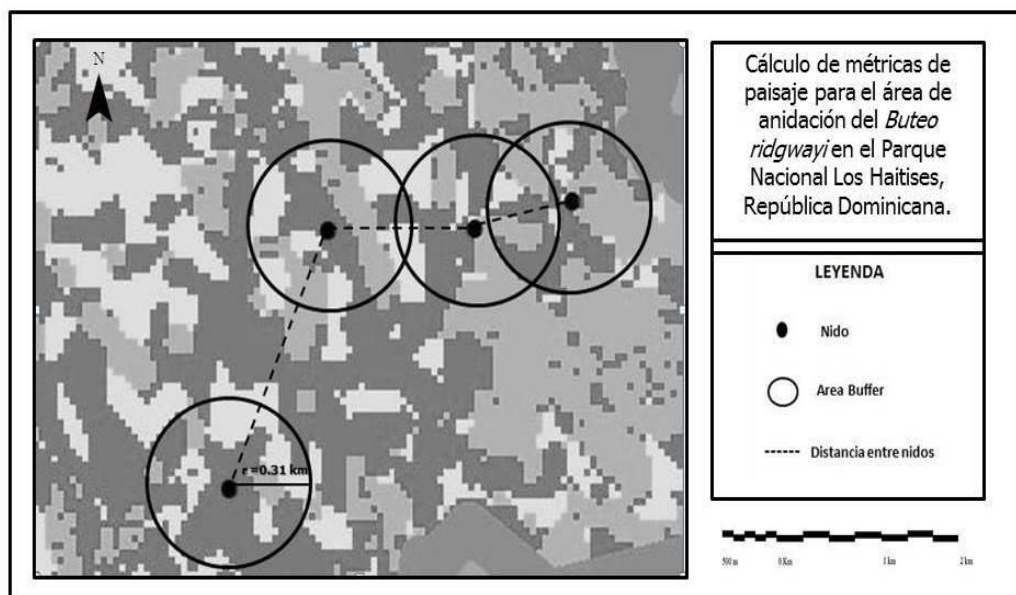 N
r=0.31 km
Cálculo de métricas de
paisaje para el área de
anidación del Buteo
ridgwayi en el Parque
Nacional Los Haitises,
República Dominicana.
LEYENDA
Nido
Area Buffer
Distancia entre nidos
500 m 0 Km 1 km 2 km